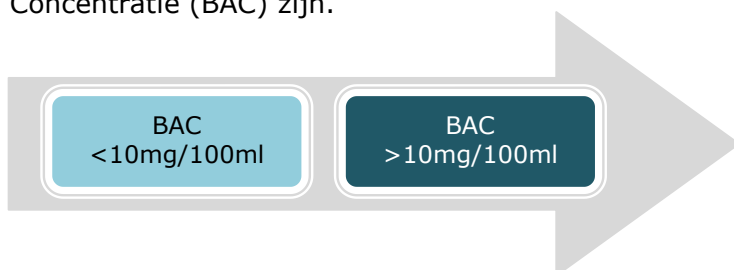 Concentratie (BAC) zijn.
BAC
<10mg/100ml
BAC
>10mg/100ml